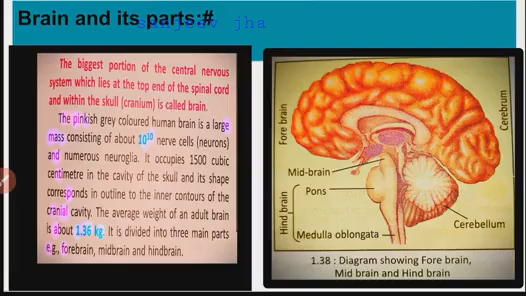 Brain and its parts:#
sanjeev jha
The biggest portion of the central nervous
system which lies at the top end of the spinal cord
and within the skull (cranium) is called brain.
The pinkish grey coloured human brain is a large
mass consisting of about 10¹⁰ nerve cells (neurons)
and numerous neuroglia. It occupies 1500 cubic
centimetre in the cavity of the skull and its shape
corresponds in outline to the inner contours of the
cranial cavity. The average weight of an adult brain
is about 1.36 kg. It is divided into three main parts
e.g., forebrain, midbrain and hindbrain.
Fore brain
Cerebrum
Mid-brain
Pons
Hind brain
Cerebellum
Medulla oblongata
1.38 : Diagram showing Fore brain,
Mid brain and Hind brain